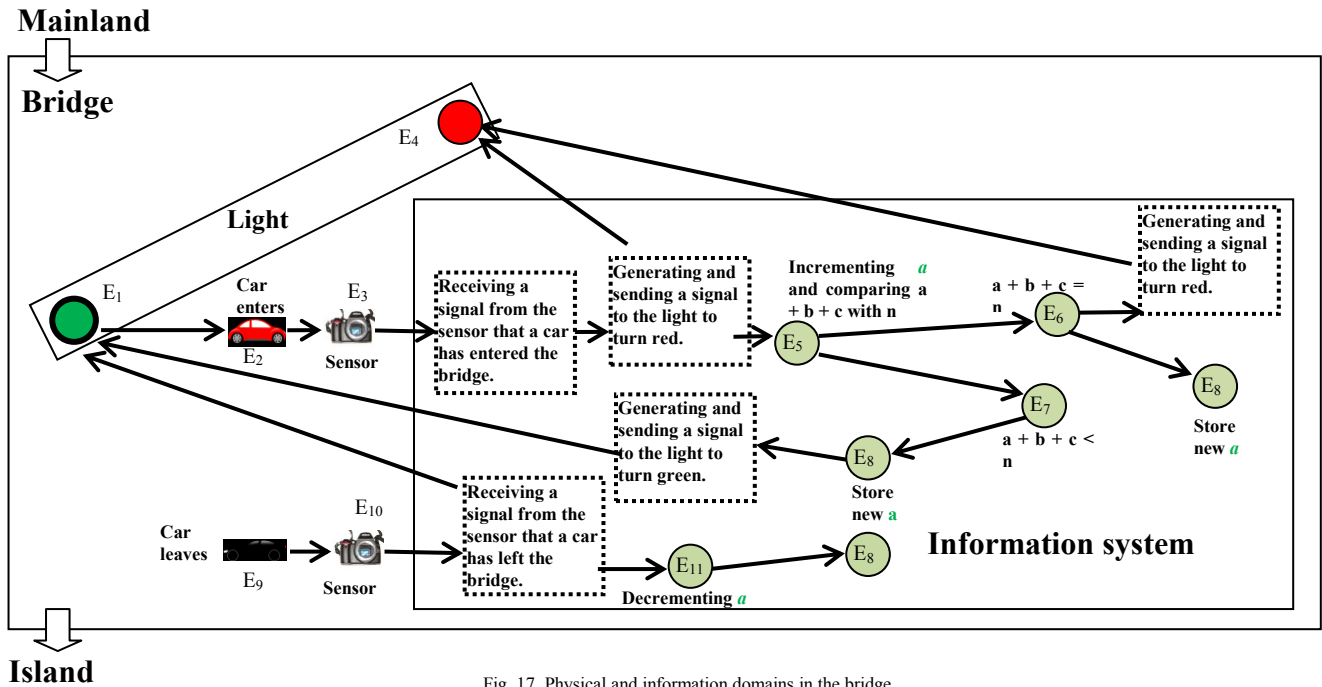 Mainland
Bridge
E4
Light
E1
Car
enters
E2
E3
Sensor
Receiving a
signal from the
sensor that a car
has entered the
bridge.
Generating and
sending a signal
to the light to
turn red.
Incrementing a
and comparing a
+ b + c with n
E5
a + b + c =
n
E6
Generating and
sending a signal
to the light to
turn red.
E8
Store
new a
E7
a + b + c <
n
E8
Store
new a
Generating and
sending a signal
to the light to
turn green.
Car
leaves
E9
E10
Sensor
Receiving a
signal from the
sensor that a car
has left the
bridge.
E11
Decrementing a
E8
Information system
Island
Fig. 17 Physical and information domains in the bridge